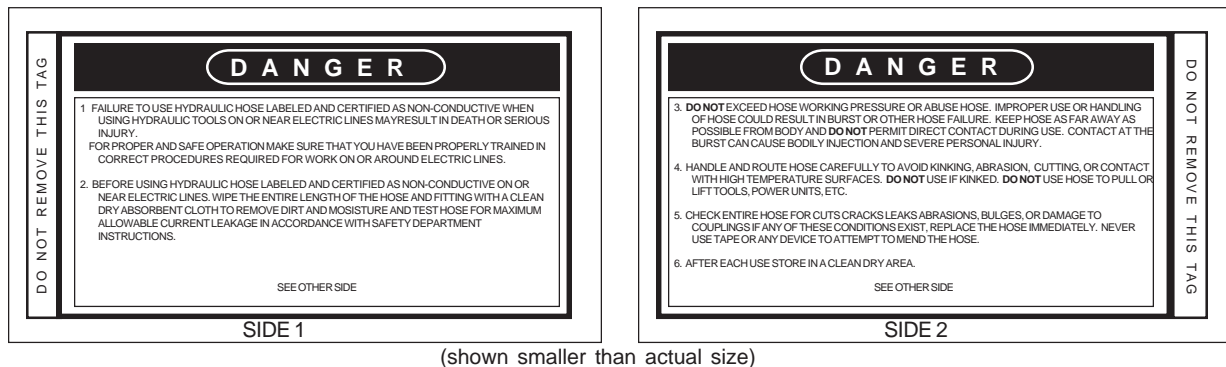 DO NOT REMOVE THIS TAG
DANGER
1 FAILURE TO USE HYDRAULIC HOSE LABELED AND CERTIFIED AS NON-CONDUCTIVE WHEN
USING HYDRAULIC TOOLS ON OR NEAR ELECTRIC LINES MAYRESULT IN DEATH OR SERIOUS
INJURY.
FOR PROPER AND SAFE OPERATION MAKE SURE THAT YOU HAVE BEEN PROPERLY TRAINED IN
CORRECT PROCEDURES REQUIRED FOR WORK ON OR AROUND ELECTRIC LINES.
2. BEFORE USING HYDRAULIC HOSE LABELED AND CERTIFIED AS NON-CONDUCTIVE ON OR
NEAR ELECTRIC LINES. WIPE THE ENTIRE LENGTH OF THE HOSE AND FITTING WITH A CLEAN
DRY ABSORBENT CLOTH TO REMOVE DIRT AND MOSISTURE AND TEST HOSE FOR MAXIMUM
ALLOWABLE CURRENT LEAKAGE IN ACCORDANCE WITH SAFETY DEPARTMENT
INSTRUCTIONS.
SEE OTHER SIDE
SIDE 1
DANGER
3. DO NOT EXCEED HOSE WORKING PRESSURE OR ABUSE HOSE. IMPROPER USE OR HANDLING
OF HOSE COULD RESULT IN BURST OR OTHER HOSE FAILURE. KEEP HOSE AS FAR AWAY AS
POSSIBLE FROM BODY AND DO NOT PERMIT DIRECT CONTACT DURING USE. CONTACT AT THE
BURST CAN CAUSE BODILY INJECTION AND SEVERE PERSONAL INJURY.
4. HANDLE AND ROUTE HOSE CAREFULLY TO AVOID KINKING, ABRASION, CUTTING, OR CONTACT
WITH HIGH TEMPERATURE SURFACES. DO NOT USE IF KINKED. DO NOT USE HOSE TO PULL OR
LIFT TOOLS, POWER UNITS, ETC.
5. CHECK ENTIRE HOSE FOR CUTS CRACKS LEAKS ABRASIONS, BULGES, OR DAMAGE TO
COUPLINGS IF ANY OF THESE CONDITIONS EXIST, REPLACE THE HOSE IMMEDIATELY. NEVER
USE TAPE OR ANY DEVICE TO ATTEMPT TO MEND THE HOSE.
6. AFTER EACH USE STORE IN A CLEAN DRY AREA.
SEE OTHER SIDE
DO NOT REMOVE THIS TAG
SIDE 2
(shown smaller than actual size)